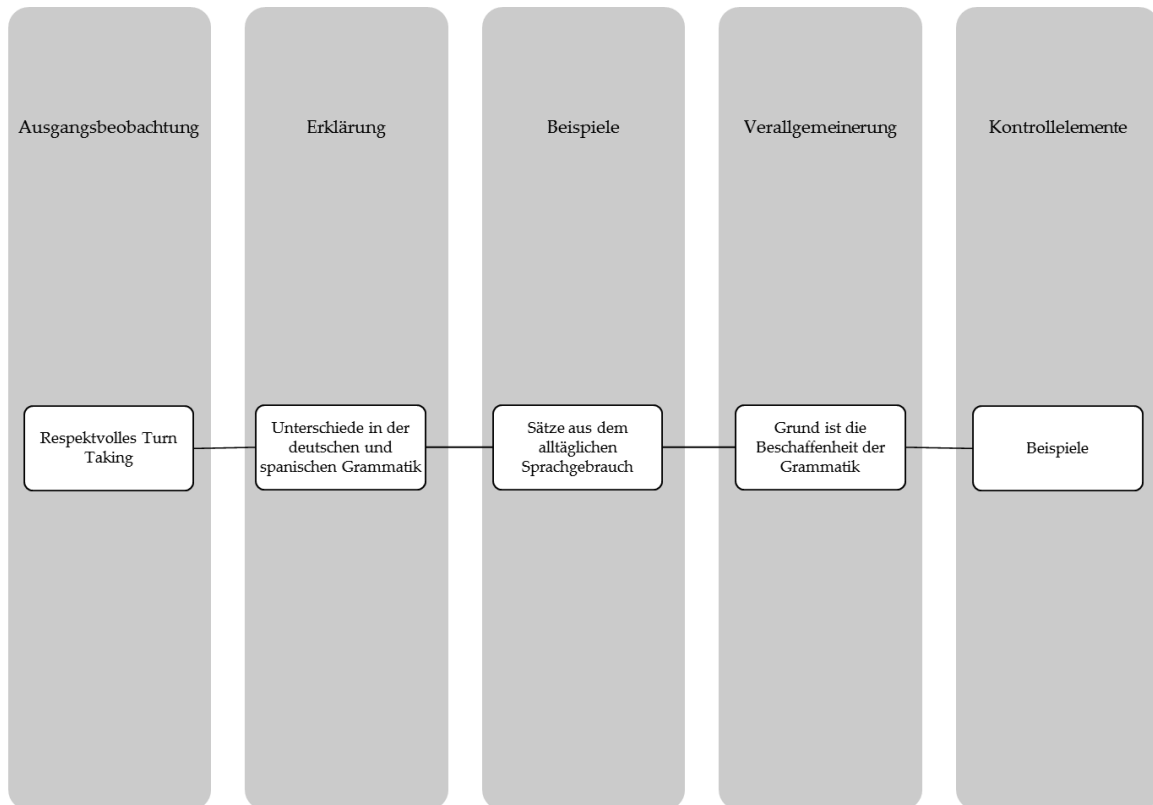 Ausgangsbeobachtung
Erklärung
Beispiele
Verallgemeinerung
Kontrollelemente
Respektvolles Turn
Taking
Unterschiede in der
deutschen und
spanischen Grammatik
Sätze aus dem
alltäglichen
Sprachgebrauch
Grund ist die
Beschaffenheit der
Grammatik
Beispiele